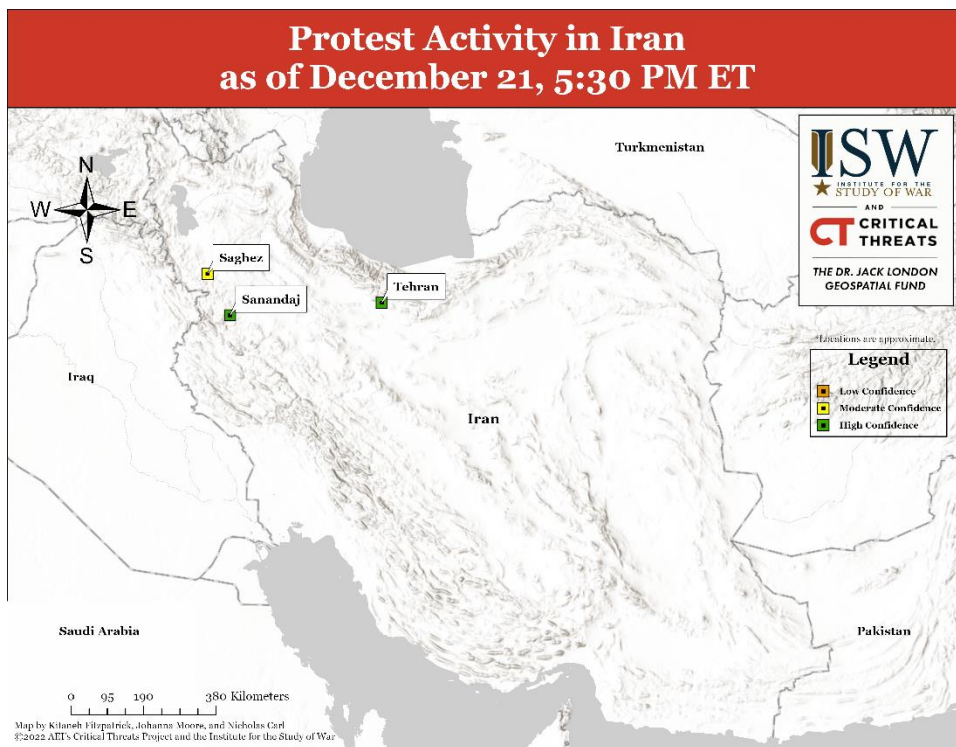 Protest Activity in Iran
as of December 21, 5:30 PM ET
N
W E
S
Turkmenistan
ISW
INSTITUTE FOR THE
STUDY OF WAR
AND
CT CRITICAL
THREATS
THE DR. JACK LONDON
GEOSPATIAL FUND
Saghez
Sanandaj
Tehran
*Locations are approximate.
Legend
Low Confidence
Moderate Confidence
High Confidence
Iraq
Iran
Saudi Arabia
Pakistan
0 95 190 380 Kilometers
Map by Kitaneh Fitzpatrick, Johanna Moore, and Nicholas Carl
©2022 AEI's Critical Threats Project and the Institute for the Study of War